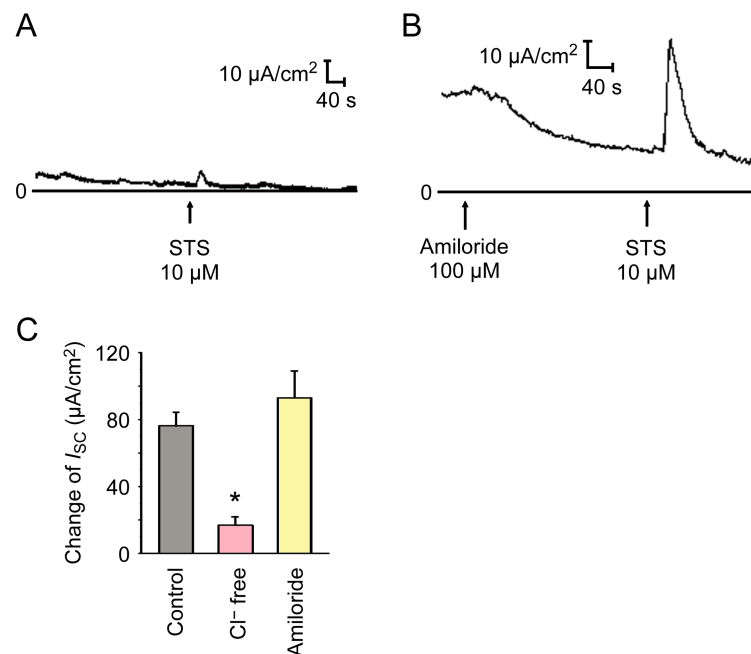 A
10 µA/cm²
40 s
0
STS
10 µM
B
10 µA/cm²
40 s
0
Amiloride
100 µM
STS
10 µM
C
Change of I_SC (µA/cm²)
120
80
40
0
*
Control
Cl⁻ free
Amiloride